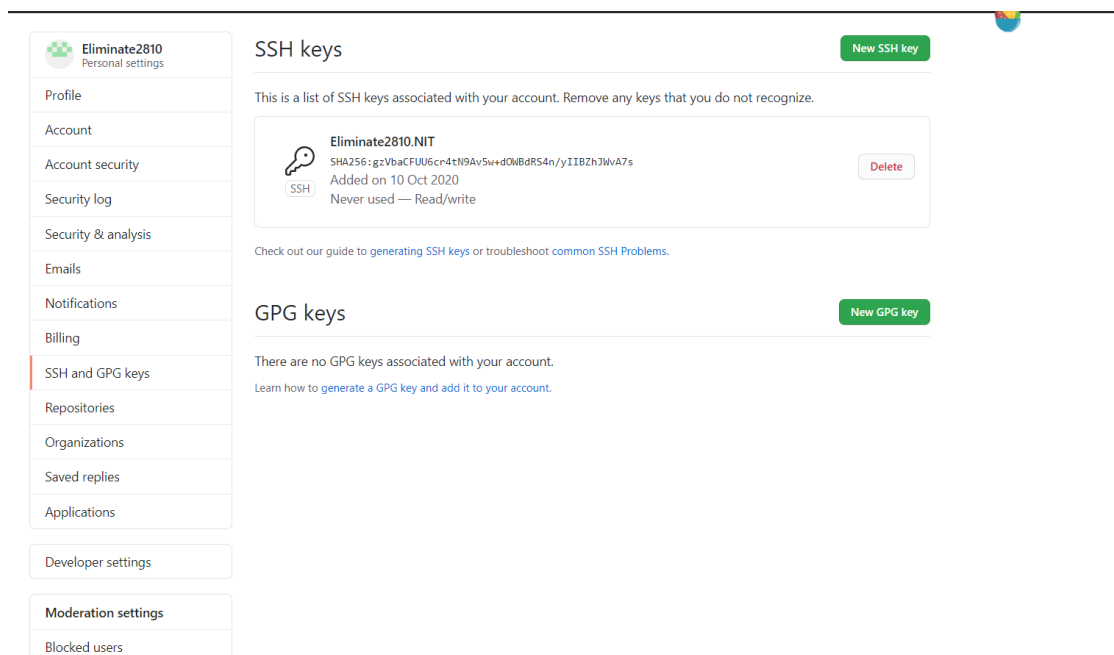 Eliminate2810
Personal settings
Profile
Account
Account security
Security log
Security & analysis
Emails
Notifications
Billing
SSH and GPG keys
Repositories
Organizations
Saved replies
Applications
Developer settings
Moderation settings
Blocked users
SSH keys
New SSH key
This is a list of SSH keys associated with your account. Remove any keys that you do not recognize.
Eliminate2810.NIT
SHA256:gzVbaCFUU6cr4tN9Av5w+dOWBdRS4n/yIIBZhJWvA7s
Added on 10 Oct 2020
Never used — Read/write
SSH
Delete
Check out our guide to generating SSH keys or troubleshoot common SSH Problems.
GPG keys
New GPG key
There are no GPG keys associated with your account.
Learn how to generate a GPG key and add it to your account.